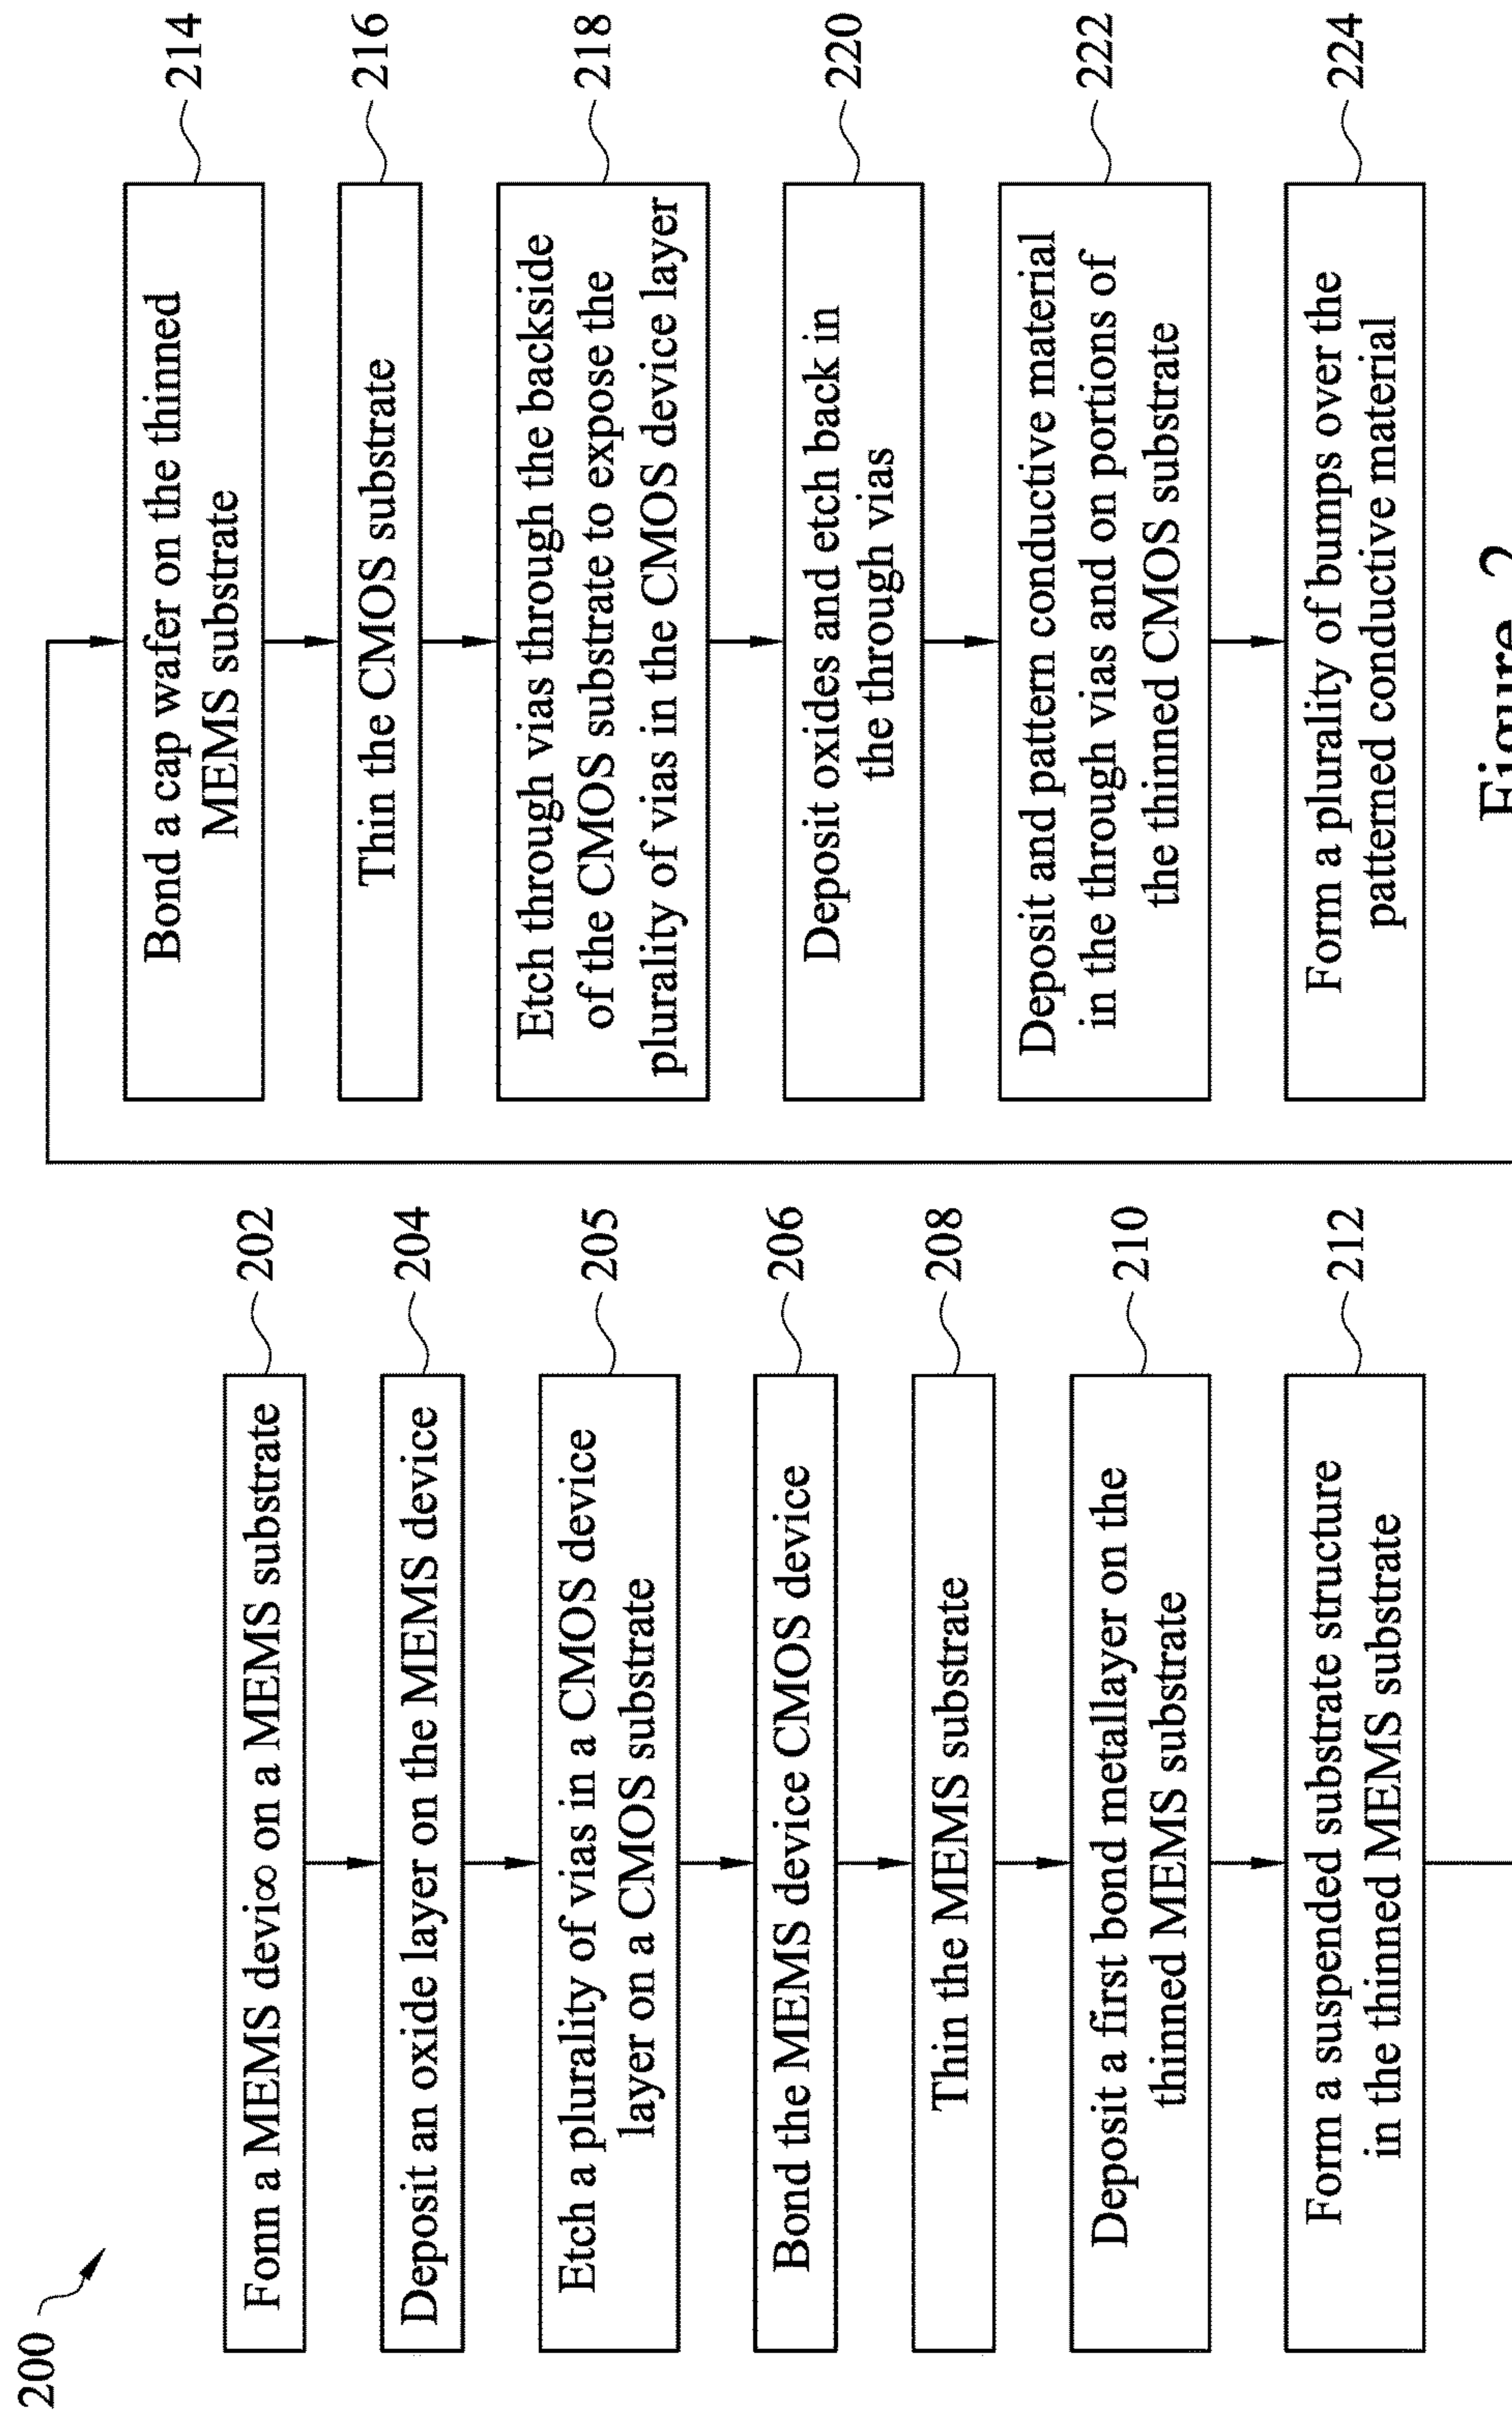 200
Fonn a MEMS devi∞ on a MEMS substrate
202
Deposit an oxide layer on the MEMS device
204
Etch a plurality of vias in a CMOS device
layer on a CMOS substrate
205
Bond the MEMS device CMOS device
206
Thin the MEMS substrate
208
Deposit a first bond metallayer on the
thinned MEMS substrate
210
Form a suspended substrate structure
in the thinned MEMS substrate
212
Bond a cap wafer on the thinned
MEMS substrate
214
Thin the CMOS substrate
216
Etch through vias through the backside
of the CMOS substrate to expose the
plurality of vias in the CMOS device layer
218
Deposit oxides and etch back in
the through vias
220
Deposit and pattern conductive material
in the through vias and on portions of
the thinned CMOS substrate
222
Form a plurality of bumps over the
patterned conductive material
224
Figure 2